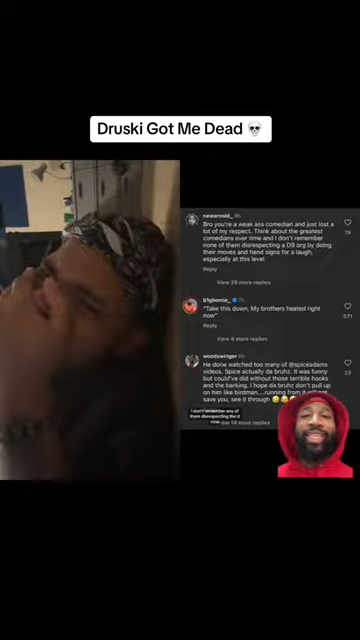 Druski Got Me Dead 💀
newarnold_ 8h
Bro you're a weak ass comedian and just lost a
lot of my respect. Think about the greatest
comedians over time and I don't remember
none of them disrespecting a D9 org by doing
their moves and hand signs for a laugh,
especially at this level
19
Reply
View 29 more replies
7h
"Take this down, My brothers heated right
now"
571
Reply
View 6 more replies
woodswinger 6h
He done watched too many of @spiceadams
videos. Spice actually da bruhz. It was funny
but could've did without those terrible hooks
and the barking, I hope da bruhz don't pull up
on him like birdman....running from it
save you, see it through
23
I don't remember any of
them disrespecting the d
now
View 14 more replies